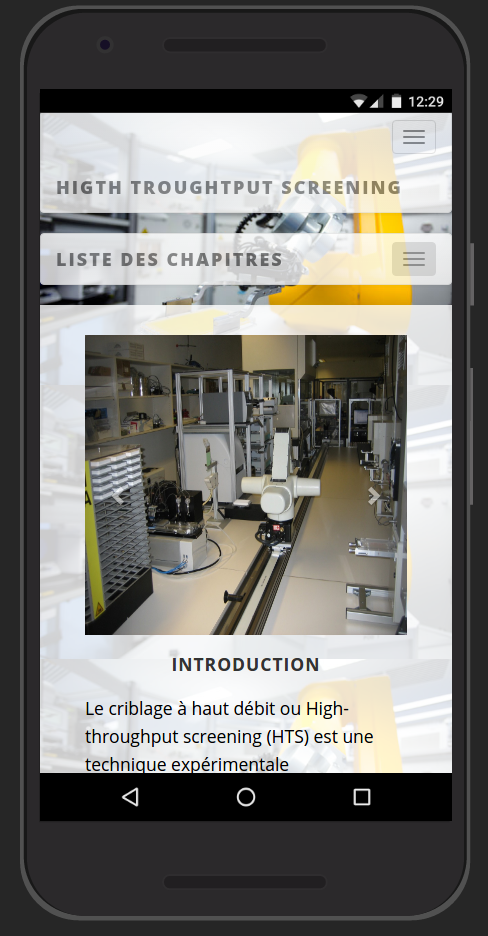 12:29
HIGTH TROUGHTPUT SCREENING
LISTE DES CHAPITRES
INTRODUCTION
Le criblage à haut débit ou High-
throughput screening (HTS) est une
technique expérimentale